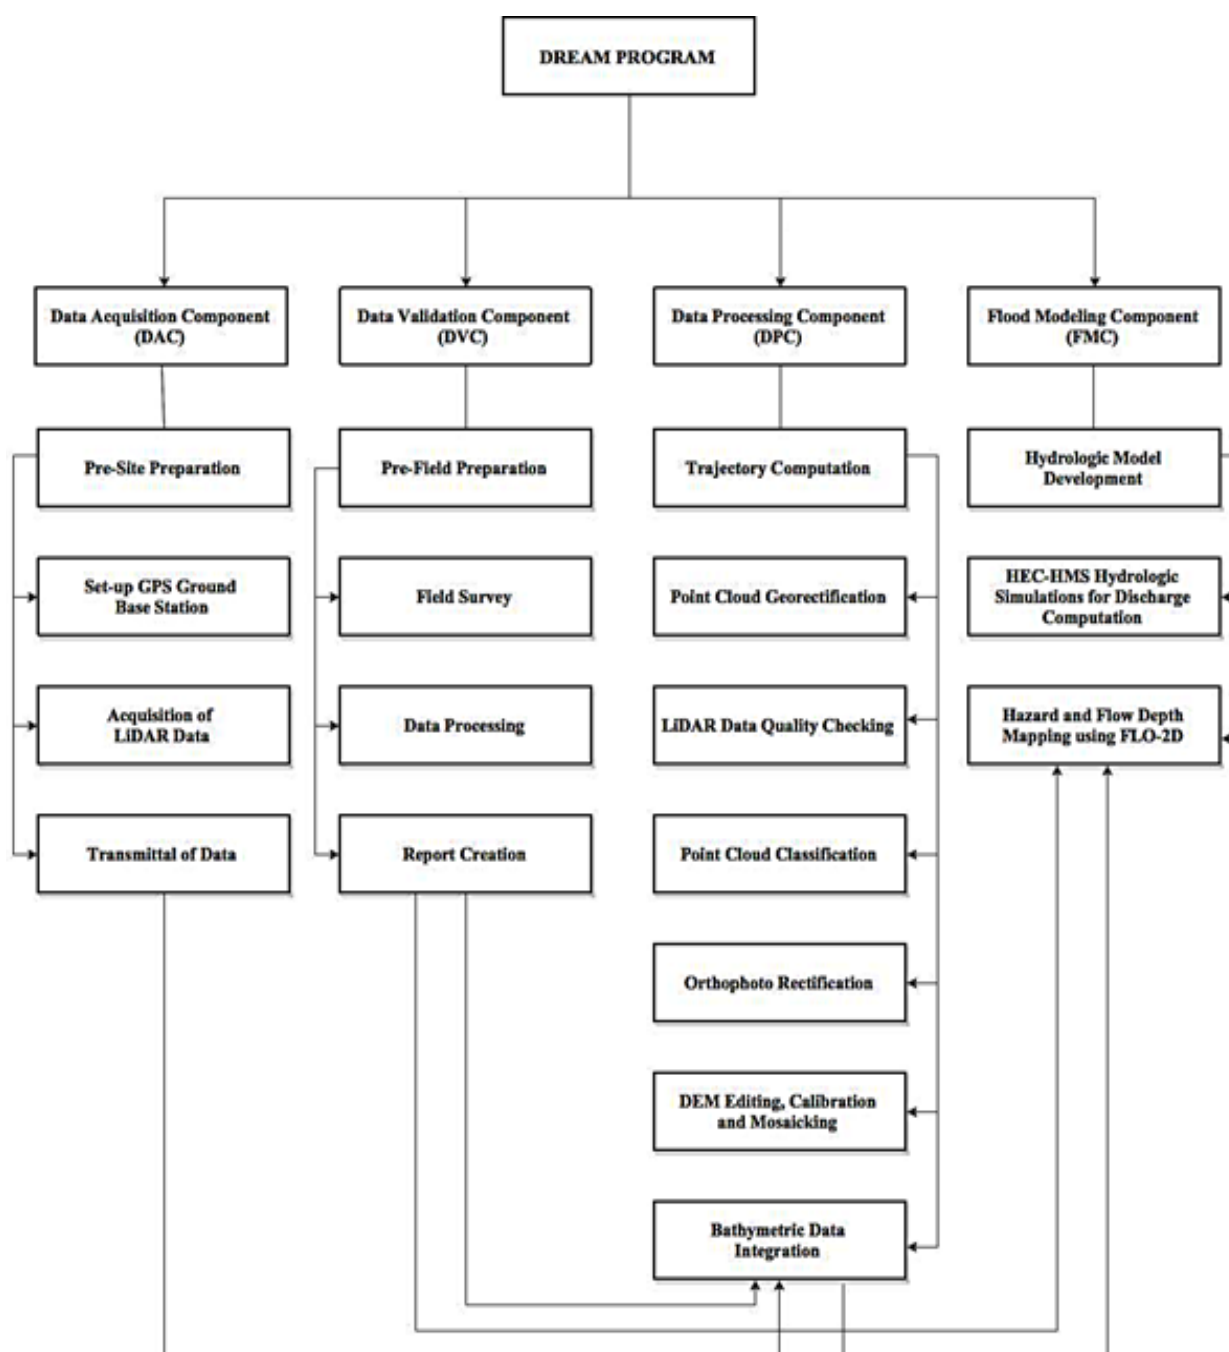 DREAM PROGRAM
Data Acquisition Component
(DAC)
Data Validation Component
(DVC)
Data Processing Component
(DPC)
Flood Modeling Component
(FMC)
Pre-Site Preparation
Pre-Field Preparation
Trajectory Computation
Hydrologic Model
Development
Set-up GPS Ground
Base Station
Field Survey
Point Cloud Georectification
HEC-HMS Hydrologic
Simulations for Discharge
Computation
Acquisition of
LiDAR Data
Data Processing
LiDAR Data Quality Checking
Hazard and Flow Depth
Mapping using FLO-2D
Transmittal of Data
Report Creation
Point Cloud Classification
Orthophoto Rectification
DEM Editing, Calibration
and Mosaicking
Bathymetric Data
Integration